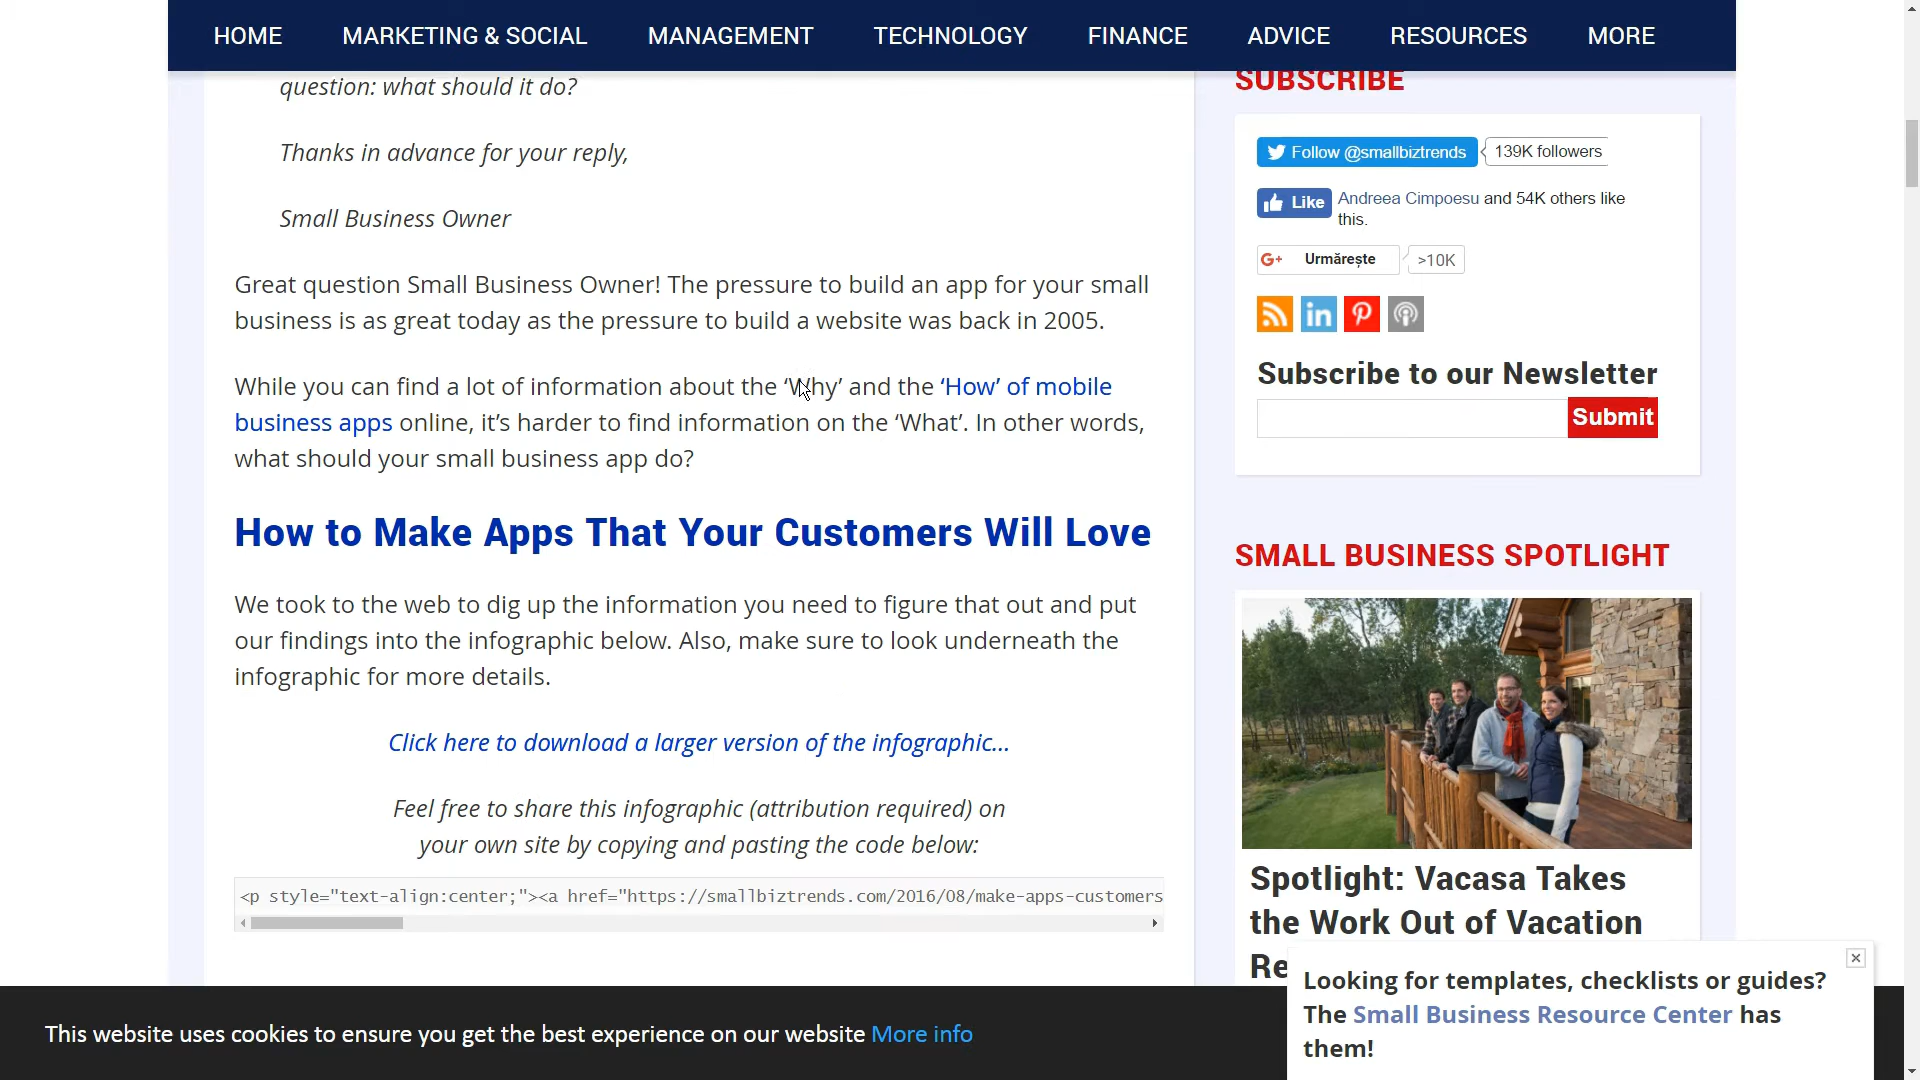 HOME MARKETING & SOCIAL MANAGEMENT TECHNOLOGY FINANCE ADVICE RESOURCES MORE
question: what should it do?
Thanks in advance for your reply,
Small Business Owner
Great question Small Business Owner! The pressure to build an app for your small
business is as great today as the pressure to build a website was back in 2005.
While you can find a lot of information about the ‘Why’ and the ‘How’ of mobile
business apps online, it’s harder to find information on the ‘What’. In other words,
what should your small business app do?
How to Make Apps That Your Customers Will Love
We took to the web to dig up the information you need to figure that out and put
our findings into the infographic below. Also, make sure to look underneath the
infographic for more details.
Click here to download a larger version of the infographic...
Feel free to share this infographic (attribution required) on
your own site by copying and pasting the code below:
<p style="text-align:center;"><a href="https://smallbiztrends.com/2016/08/make-apps-customers
SUBSCRIBE
Follow @smallbiztrends 139K followers
Like Andreea Cimpoesu and 54K others like
this.
G+ Urmărește >10K
in
Subscribe to our Newsletter
Submit
SMALL BUSINESS SPOTLIGHT
Spotlight: Vacasa Takes
the Work Out of Vacation
Re
Looking for templates, checklists or guides?
The Small Business Resource Center has
them!
This website uses cookies to ensure you get the best experience on our website More info